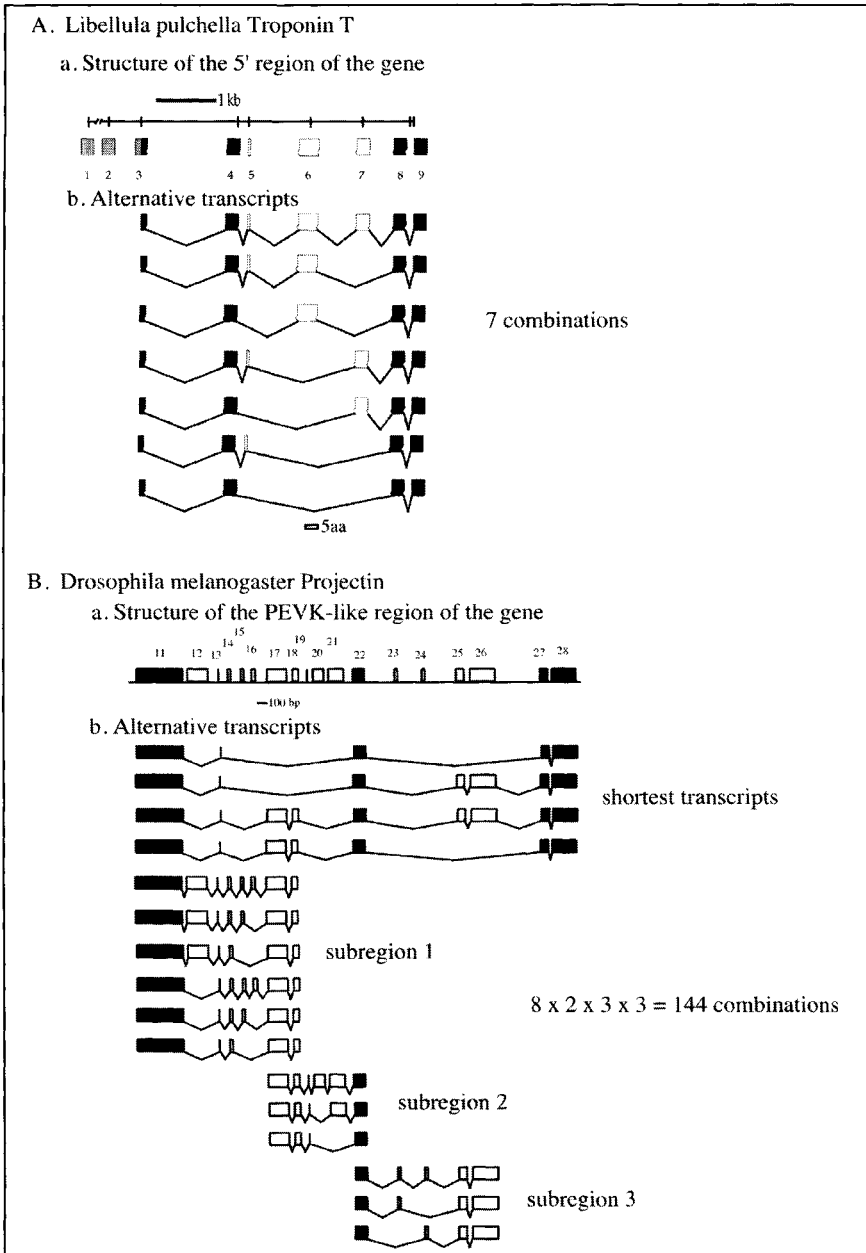 A. Libellula pulchella Troponin T
a. Structure of the 5' region of the gene
1 kb
1 2 3 4 5 6 7 8 9
b. Alternative transcripts
7 combinations
5aa
B. Drosophila melanogaster Projectin
a. Structure of the PEVK-like region of the gene
11 12 13 14 15 16 17 18 19 20 21 22 23 24 25 26 27 28
100 bp
b. Alternative transcripts
shortest transcripts
subregion 1
8 x 2 x 3 x 3 = 144 combinations
subregion 2
subregion 3